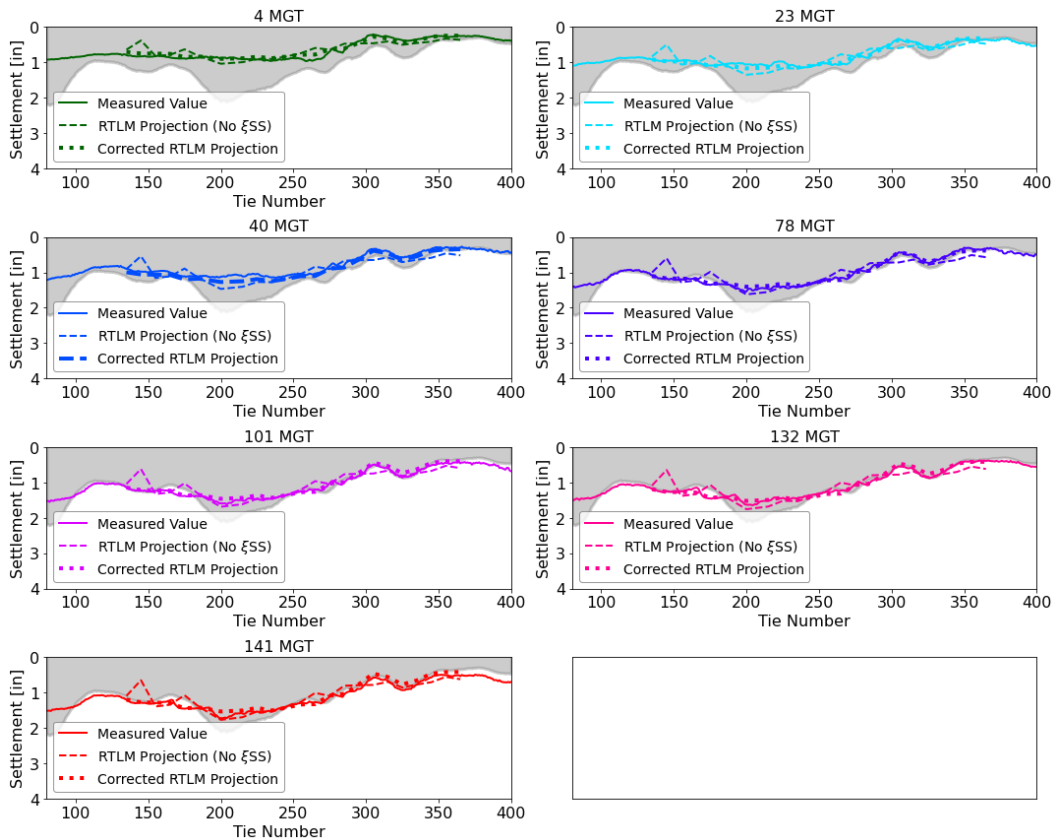 4 MGT
Settlement [in]
0
1
2
3
4
Measured Value
RTLM Projection (No ξSS)
Corrected RTLM Projection
100 150 200 250 300 350 400
Tie Number
23 MGT
Settlement [in]
0
1
2
3
4
Measured Value
RTLM Projection (No ξSS)
Corrected RTLM Projection
100 150 200 250 300 350 400
Tie Number
40 MGT
Settlement [in]
0
1
2
3
4
Measured Value
RTLM Projection (No ξSS)
Corrected RTLM Projection
100 150 200 250 300 350 400
Tie Number
78 MGT
Settlement [in]
0
1
2
3
4
Measured Value
RTLM Projection (No ξSS)
Corrected RTLM Projection
100 150 200 250 300 350 400
Tie Number
101 MGT
Settlement [in]
0
1
2
3
4
Measured Value
RTLM Projection (No ξSS)
Corrected RTLM Projection
100 150 200 250 300 350 400
Tie Number
132 MGT
Settlement [in]
0
1
2
3
4
Measured Value
RTLM Projection (No ξSS)
Corrected RTLM Projection
100 150 200 250 300 350 400
Tie Number
141 MGT
Settlement [in]
0
1
2
3
4
Measured Value
RTLM Projection (No ξSS)
Corrected RTLM Projection
100 150 200 250 300 350 400
Tie Number